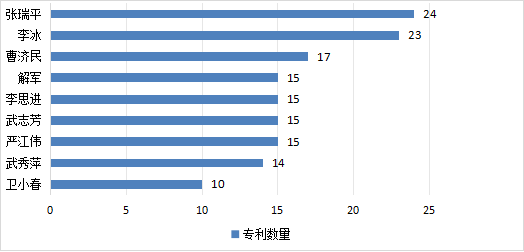 张瑞平 24
李冰 23
曹济民 17
解军 15
李思进 15
武志芳 15
严江伟 15
武秀萍 14
卫小春 10
0 5 10 15 20 25
专利数量